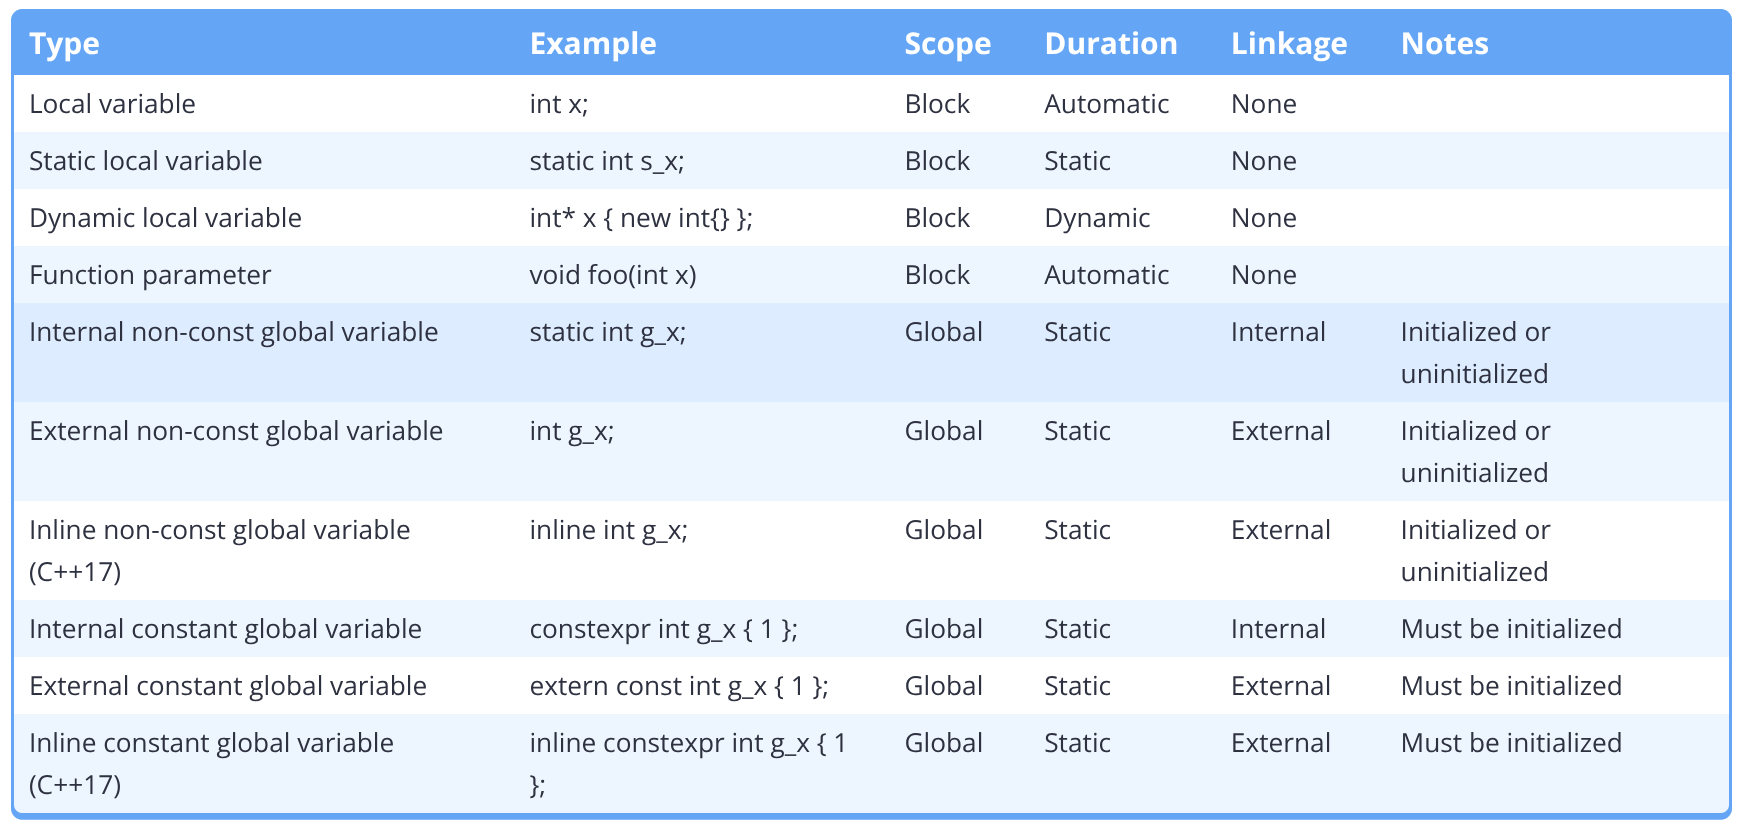 Type Example Scope Duration Linkage Notes
Local variable int x; Block Automatic None
Static local variable static int s_x; Block Static None
Dynamic local variable int* x { new int{} }; Block Dynamic None
Function parameter void foo(int x) Block Automatic None
Internal non-const global variable static int g_x; Global Static Internal Initialized or
uninitialized
External non-const global variable int g_x; Global Static External Initialized or
uninitialized
Inline non-const global variable inline int g_x; Global Static External Initialized or
(C++17) uninitialized
Internal constant global variable constexpr int g_x { 1 }; Global Static Internal Must be initialized
External constant global variable extern const int g_x { 1 }; Global Static External Must be initialized
Inline constant global variable inline constexpr int g_x { 1 Global Static External Must be initialized
(C++17) };